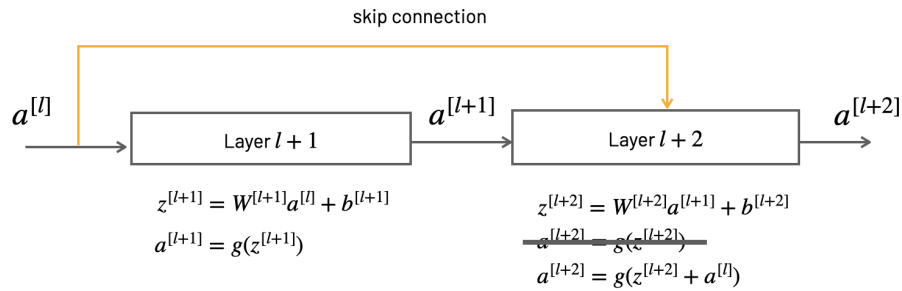 skip connection
a^[l]
Layer l + 1
a^[l+1]
Layer l + 2
a^[l+2]
z^[l+1] = W^[l+1]a^[l] + b^[l+1]
a^[l+1] = g(z^[l+1])
z^[l+2] = W^[l+2]a^[l+1] + b^[l+2]
a^[l+2] = g(z^[l+2])
a^[l+2] = g(z^[l+2] + a^[l])